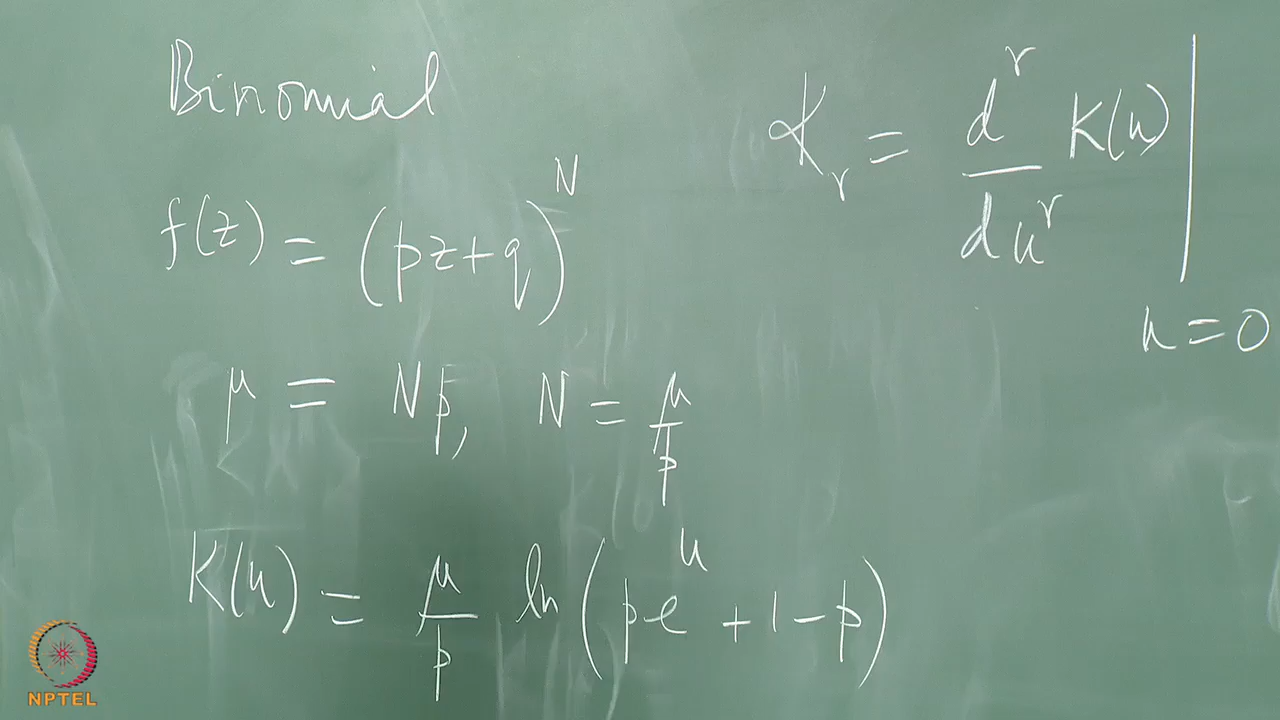 Binomial
f(z) = (pz+q)^N
μ = Np, N = μ/p
K(u) = μ/p ln(pe^u + 1-p)
κ_r = d^r/du^r K(u) |_{u=0}
NPTEL